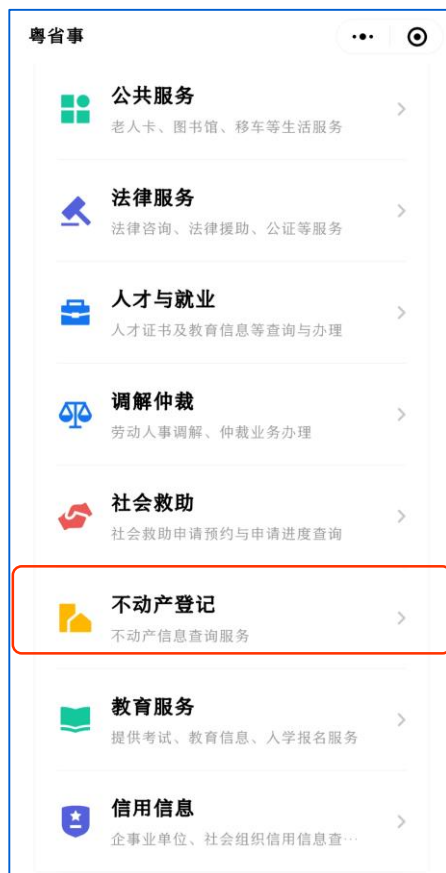 粤省事
公共服务
老人卡、图书馆、移车等生活服务
法律服务
法律咨询、法律援助、公证等服务
人才与就业
人才证书及教育信息等查询与办理
调解仲裁
劳动人事调解、仲裁业务办理
社会救助
社会救助申请预约与申请进度查询
不动产登记
不动产信息查询服务
教育服务
提供考试、教育信息、入学报名服务
信用信息
企事业单位、社会组织信用信息查…